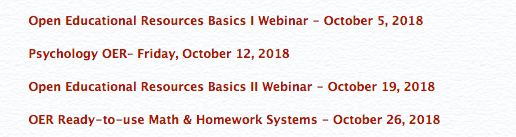 Open Educational Resources Basics I Webinar – October 5, 2018
Psychology OER– Friday, October 12, 2018
Open Educational Resources Basics II Webinar – October 19, 2018
OER Ready-to-use Math & Homework Systems – October 26, 2018